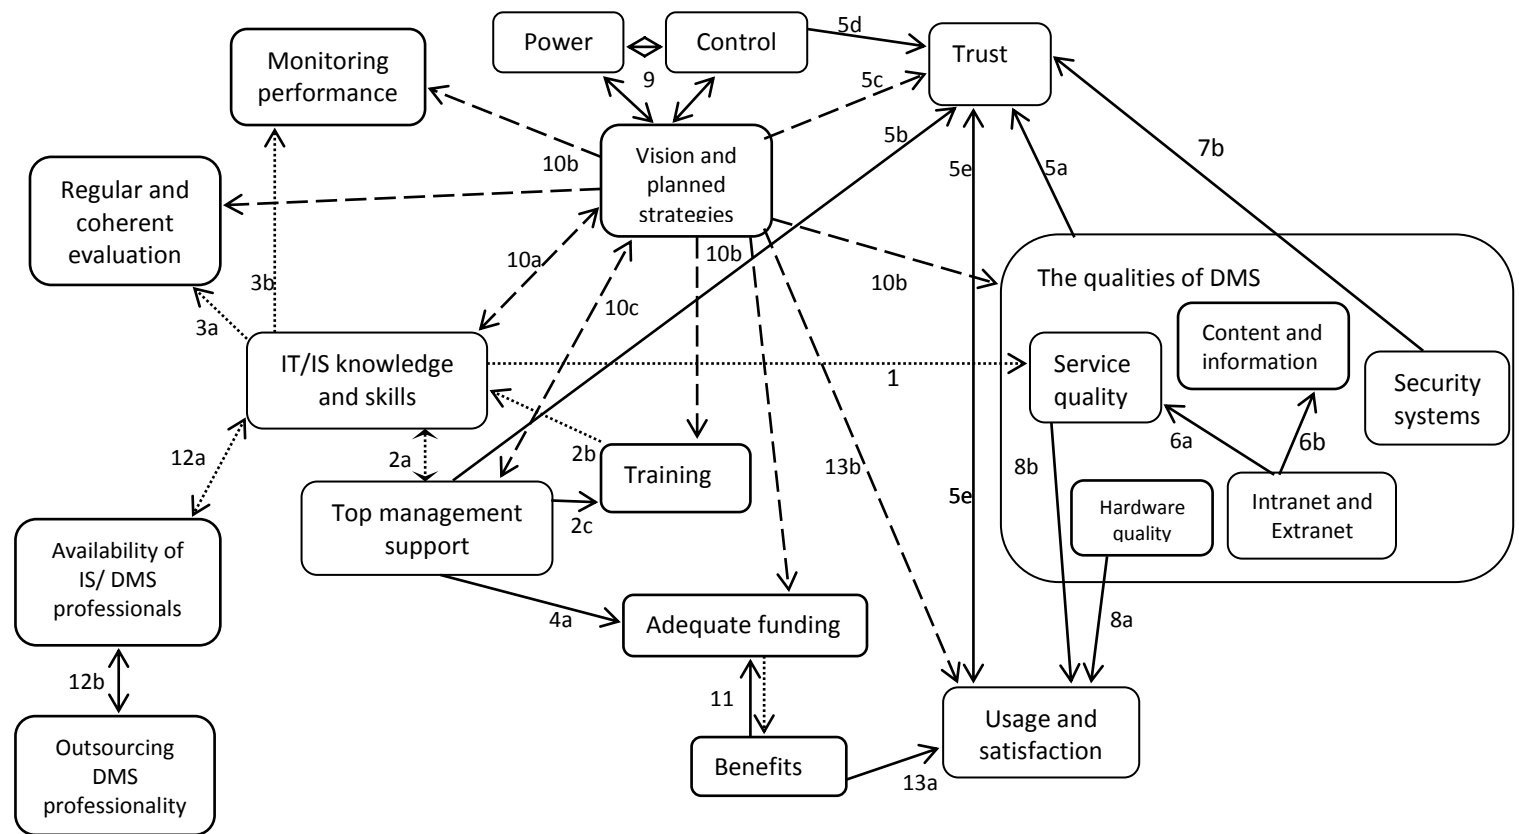 Power
Control
5d
Trust
Monitoring
performance
9
5c
5b
7b
10b
Vision and
planned
strategies
5e
5a
Regular and
coherent
evaluation
10a
10b
10b
The qualities of DMS
3b
3a
10c
Content and
information
IT/IS knowledge
and skills
1
Service
quality
Security
systems
12a
2a
2b
Training
13b
6a
6b
8b
5e
Top management
support
2c
Hardware
quality
Intranet and
Extranet
Availability of
IS/ DMS
professionals
4a
Adequate funding
8a
12b
11
Outsourcing
DMS
professionality
Benefits
13a
Usage and
satisfaction